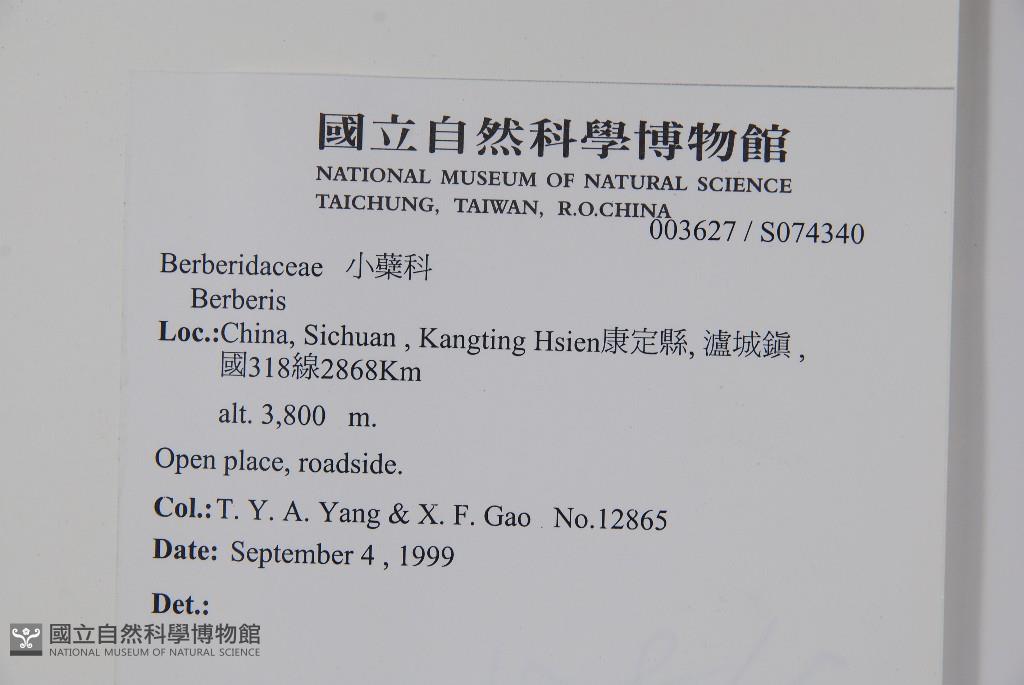 國立自然科學博物館
NATIONAL MUSEUM OF NATURAL SCIENCE
TAICHUNG, TAIWAN, R.O.CHINA
003627 / S074340
Berberidaceae 小蘗科
Berberis
Loc.:China, Sichuan , Kangting Hsien康定縣, 瀘城鎮 ,
國318線2868Km
alt. 3,800 m.
Open place, roadside.
Col.: T. Y. A. Yang & X. F. Gao No.12865
Date: September 4 , 1999
Det.:
國立自然科學博物館
NATIONAL MUSEUM OF NATURAL SCIENCE